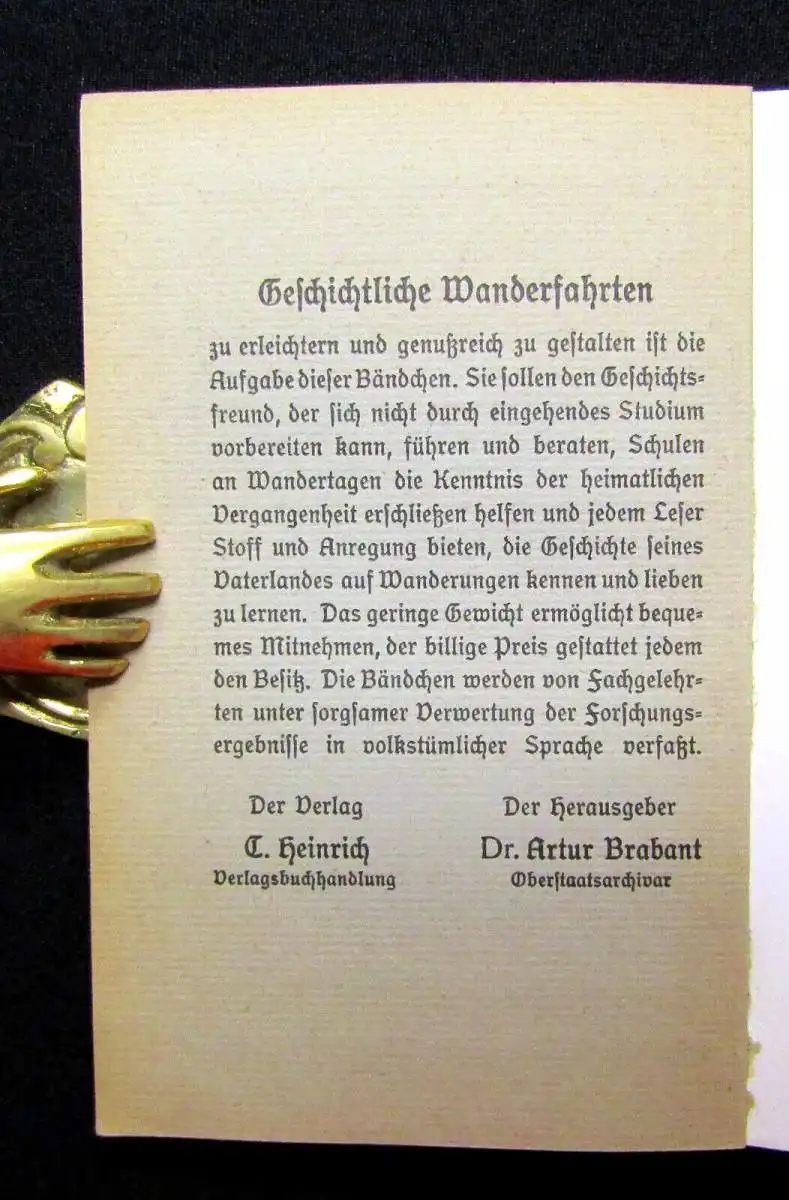 Geschichtliche Wanderfahrten
zu erleichtern und genußreich zu gestalten ist die
Aufgabe dieser Bändchen. Sie sollen den Geschichts-
freund, der sich nicht durch eingehendes Studium
vorbereiten kann, führen und beraten, Schulen
an Wandertagen die Kenntnis der heimatlichen
Vergangenheit erschließen helfen und jedem Leser
Stoff und Anregung bieten, die Geschichte seines
Vaterlandes auf Wanderungen kennen und lieben
zu lernen. Das geringe Gewicht ermöglicht beque-
mes Mitnehmen, der billige Preis gestattet jedem
den Besitz. Die Bändchen werden von Fachgelehr-
ten unter sorgsamer Verwertung der Forschungs-
ergebnisse in volkstümlicher Sprache verfaßt.
Der Verlag
C. Heinrich
Verlagsbuchhandlung
Der Herausgeber
Dr. Artur Brabant
Oberstaatsarchivar